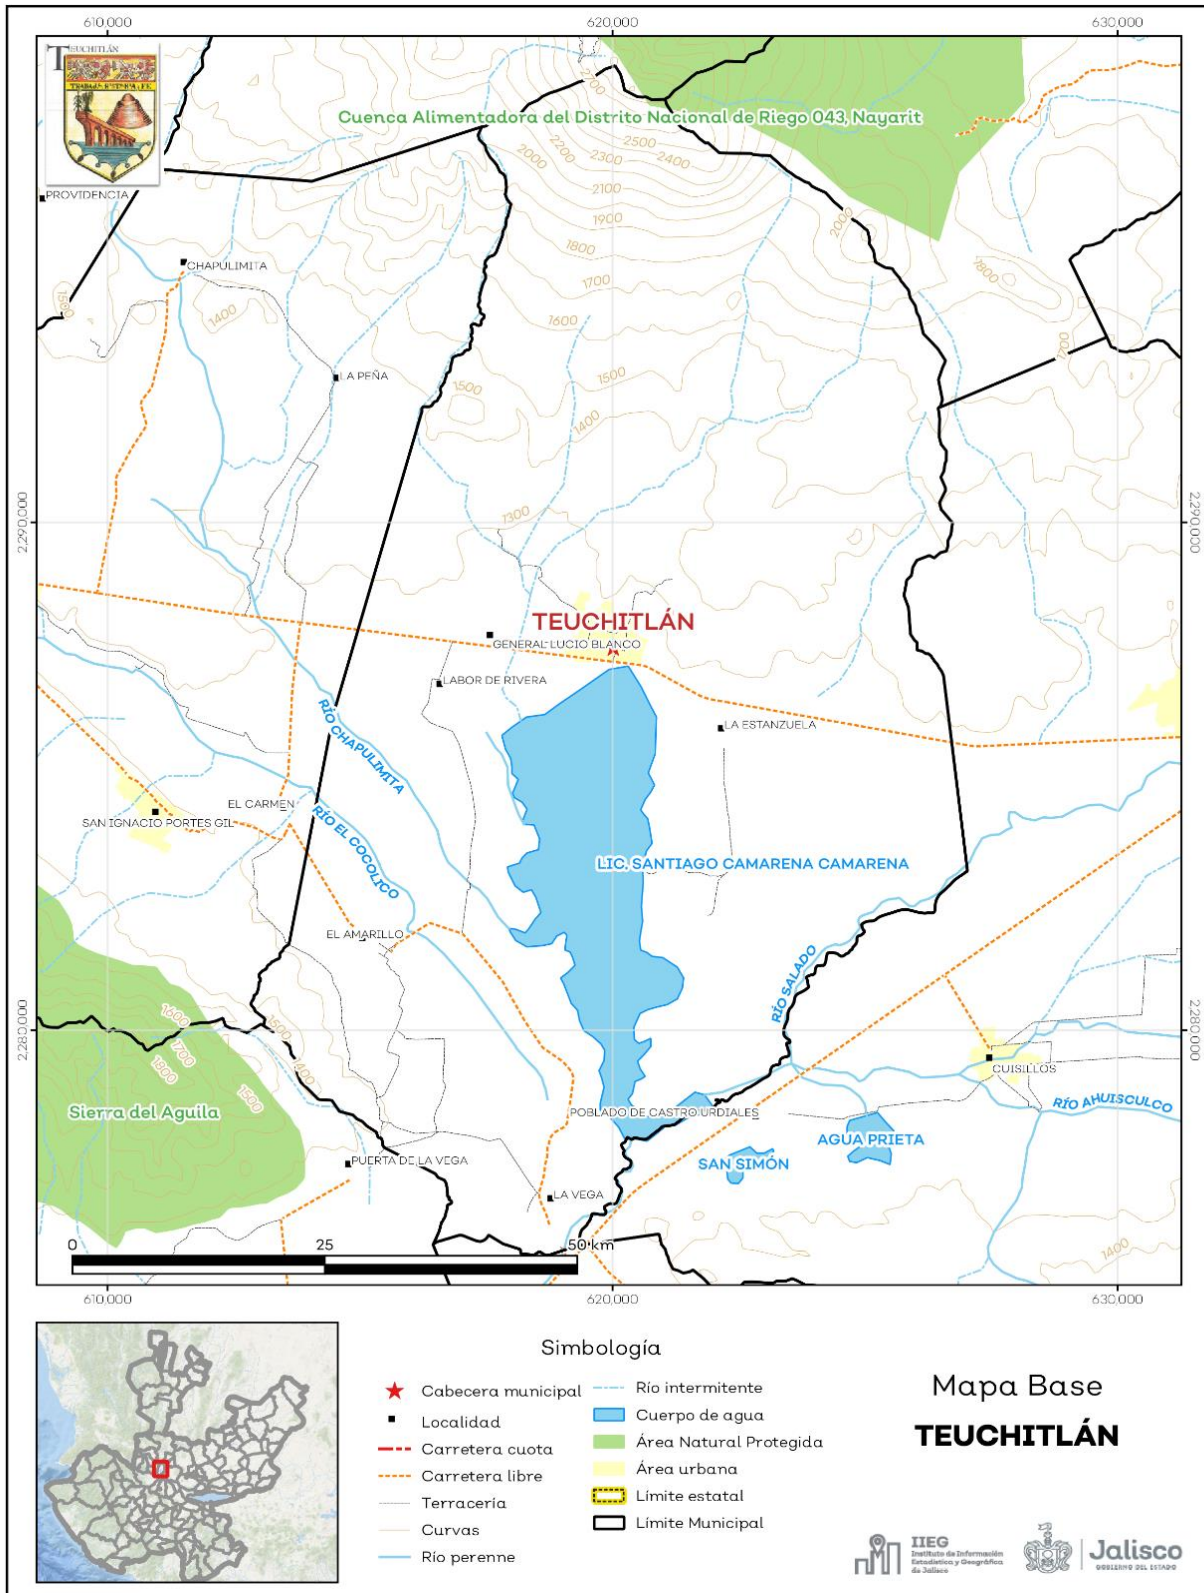 610,000
620,000
630,000
TEUCHITLÁN
Cuenca Alimentadora del Distrito Nacional de Riego 043, Nayarit
2700
2500
2400
2200
2300
2000
2100
1900
2000
1800
1700
1600
1800
1700
1500
1400
1500
1500
1400
1300
PROVIDENCIA
CHAPULIMITA
LA PEÑA
2,290,000
2,290,000
TEUCHITLÁN
GENERAL LUCIO BLANCO
LABOR DE RIVERA
LA ESTANZUELA
RÍO CHAPULIMITA
EL CARMEN
SAN IGNACIO PORTES GIL
RÍO EL COCOLICO
LIC. SANTIAGO CAMARENA CAMARENA
EL AMARILLO
RÍO SALADO
2,280,000
2,280,000
1600
1500
1700
1800
1400
1500
CUISILLOS
Sierra del Aguila
POBLADO DE CASTRO URDIALES
RÍO AHUISCULCO
AGUA PRIETA
PUERTA DE LA VEGA
SAN SIMÓN
LA VEGA
1400
0
25
50 km
610,000
620,000
630,000
Simbología
Cabecera municipal
Localidad
Carretera cuota
Carretera libre
Terracería
Curvas
Río perenne
Río intermitente
Cuerpo de agua
Área Natural Protegida
Área urbana
Límite estatal
Límite Municipal
Mapa Base
TEUCHITLÁN
IIEG
Instituto de Información
Estadística y Geográfica
de Jalisco
Jalisco
GOBIERNO DEL ESTADO